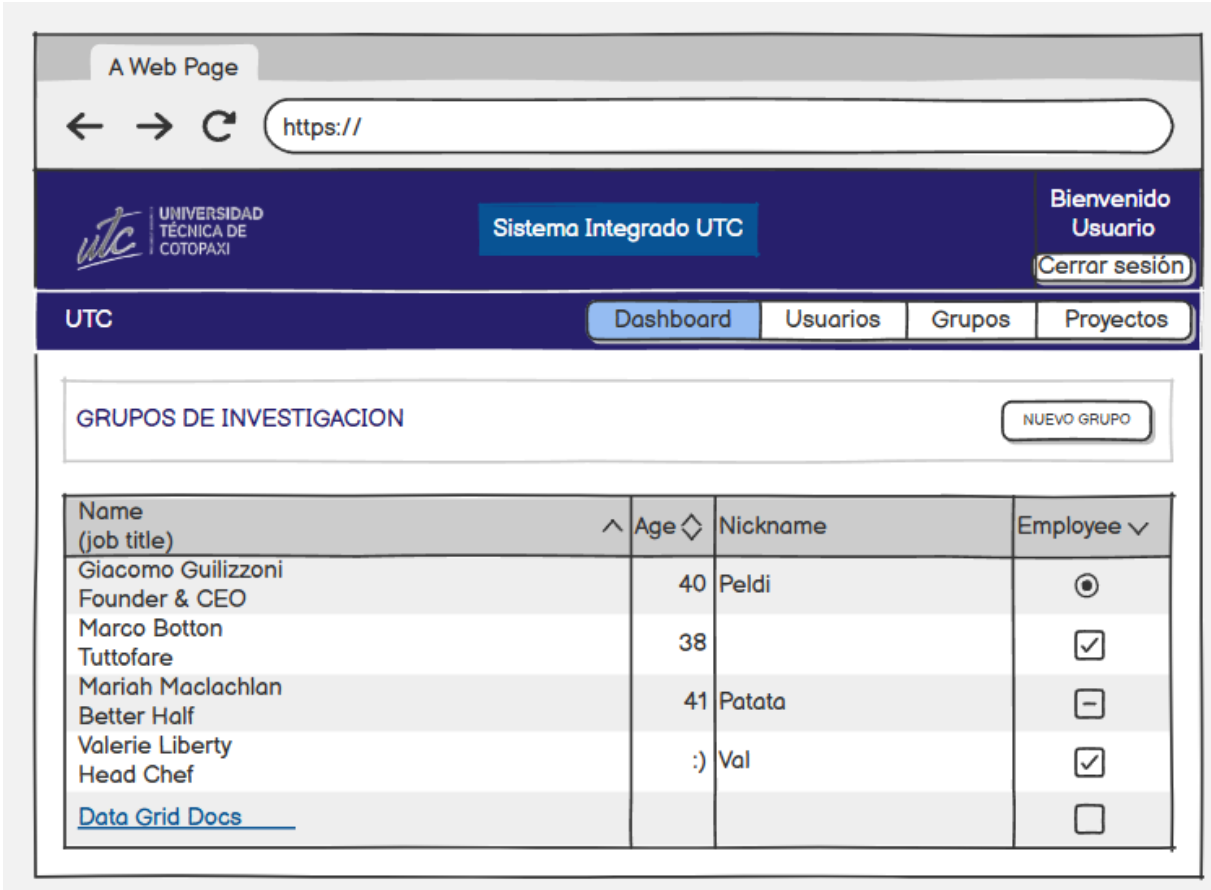 A Web Page
https://
UNIVERSIDAD
TÉCNICA DE
COTOPAXI
utc
Sistema Integrado UTC
Bienvenido
Usuario
Cerrar sesión
UTC
Dashboard Usuarios Grupos Proyectos
GRUPOS DE INVESTIGACION
NUEVO GRUPO
Name
(job title)
Age
Nickname
Employee
Giacomo Guilizzoni
Founder & CEO
40 Peldi
Marco Botton
Tuttofare
38
Mariah Maclachlan
Better Half
41 Patata
Valerie Liberty
Head Chef
:) Val
Data Grid Docs